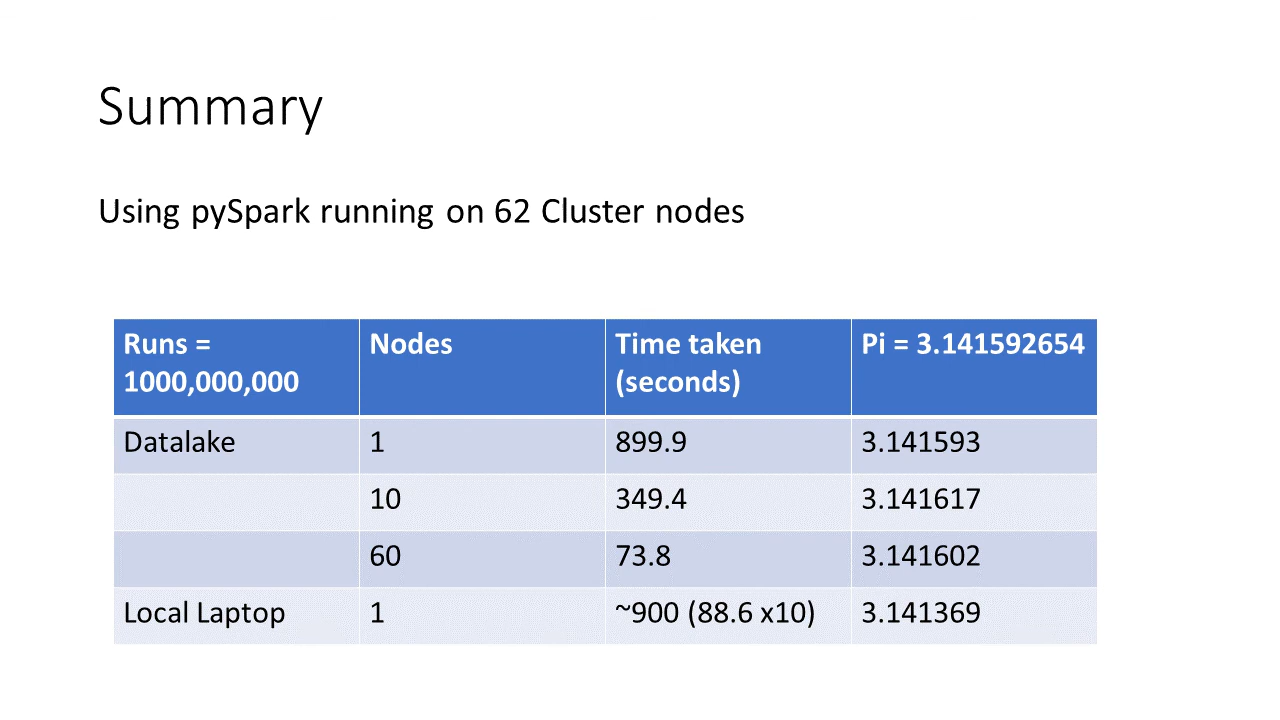 Summary
Using pySpark running on 62 Cluster nodes
Runs = Nodes Time taken Pi = 3.141592654
1000,000,000 (seconds)
Datalake 1 899.9 3.141593
10 349.4 3.141617
60 73.8 3.141602
Local Laptop 1 ~900 (88.6 x10) 3.141369